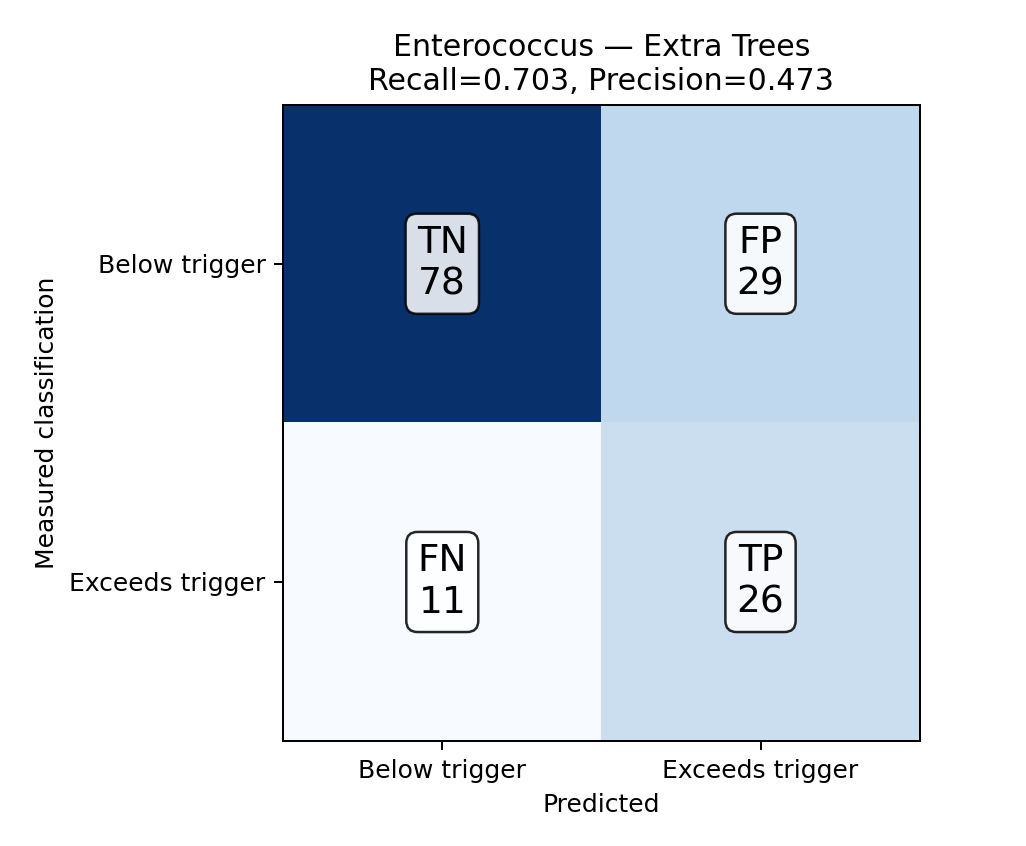 Enterococcus — Extra Trees
Recall=0.703, Precision=0.473
Measured classification
Below trigger
TN
78
FP
29
Exceeds trigger
FN
11
TP
26
Below trigger
Exceeds trigger
Predicted